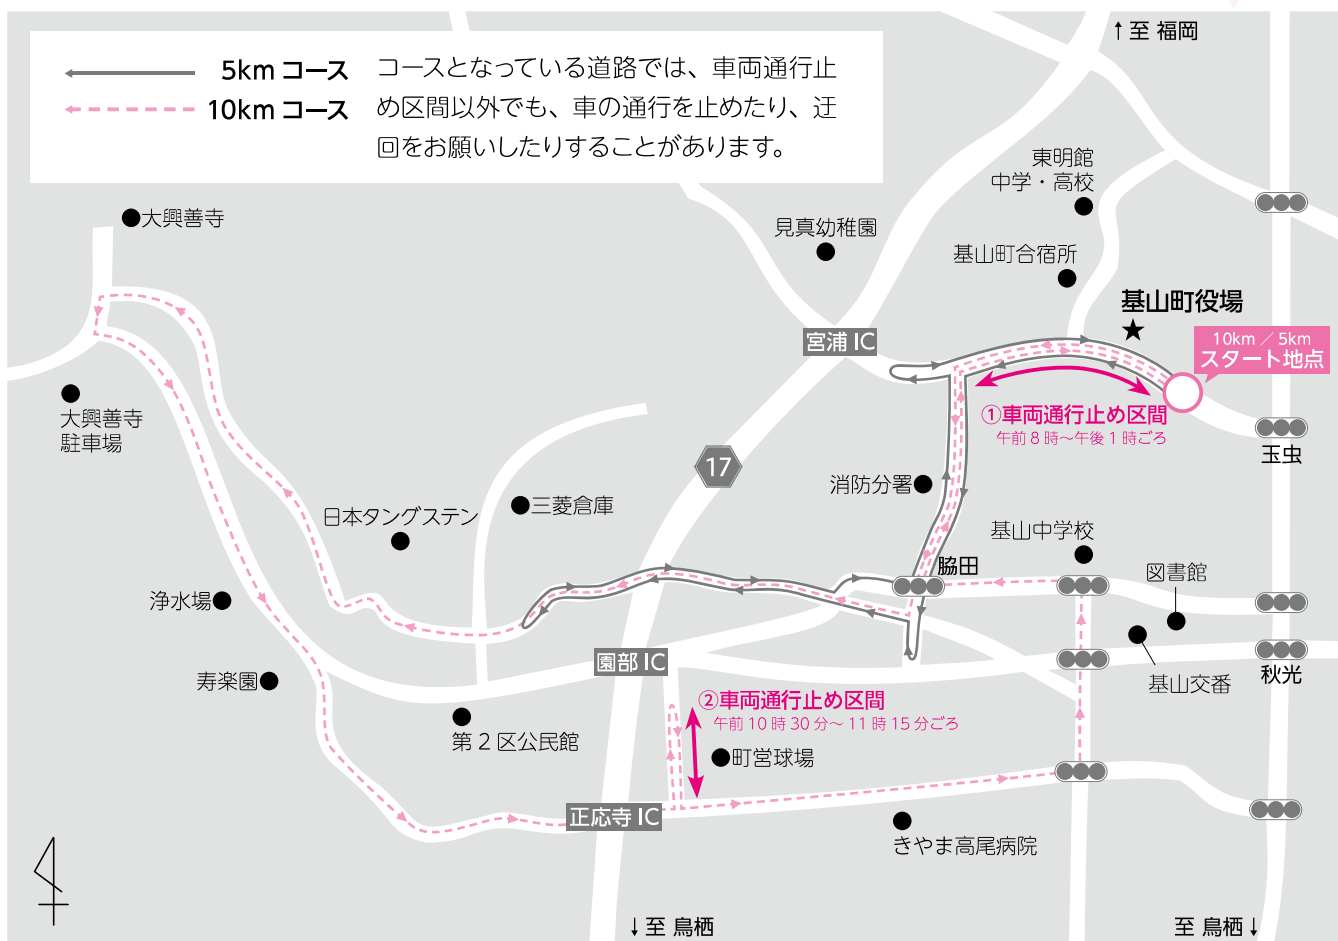 ↑至 福岡
5km コース
10km コース
コースとなっている道路では、車両通行止
め区間以外でも、車の通行を止めたり、迂
回をお願いしたりすることがあります。
東明館
中学・高校
大興善寺
見真幼稚園
基山町合宿所
基山町役場
宮浦 IC
10km ／ 5km
スタート地点
大興善寺
駐車場
①車両通行止め区間
午前 8 時～午後 1 時ごろ
玉虫
17
消防分署
三菱倉庫
日本タングステン
基山中学校
脇田
図書館
浄水場
園部 IC
寿楽園
基山交番
秋光
②車両通行止め区間
午前 10 時 30 分～ 11 時 15 分ごろ
第 2 区公民館
町営球場
正応寺 IC
きやま高尾病院
↓至 鳥栖
至 鳥栖↓